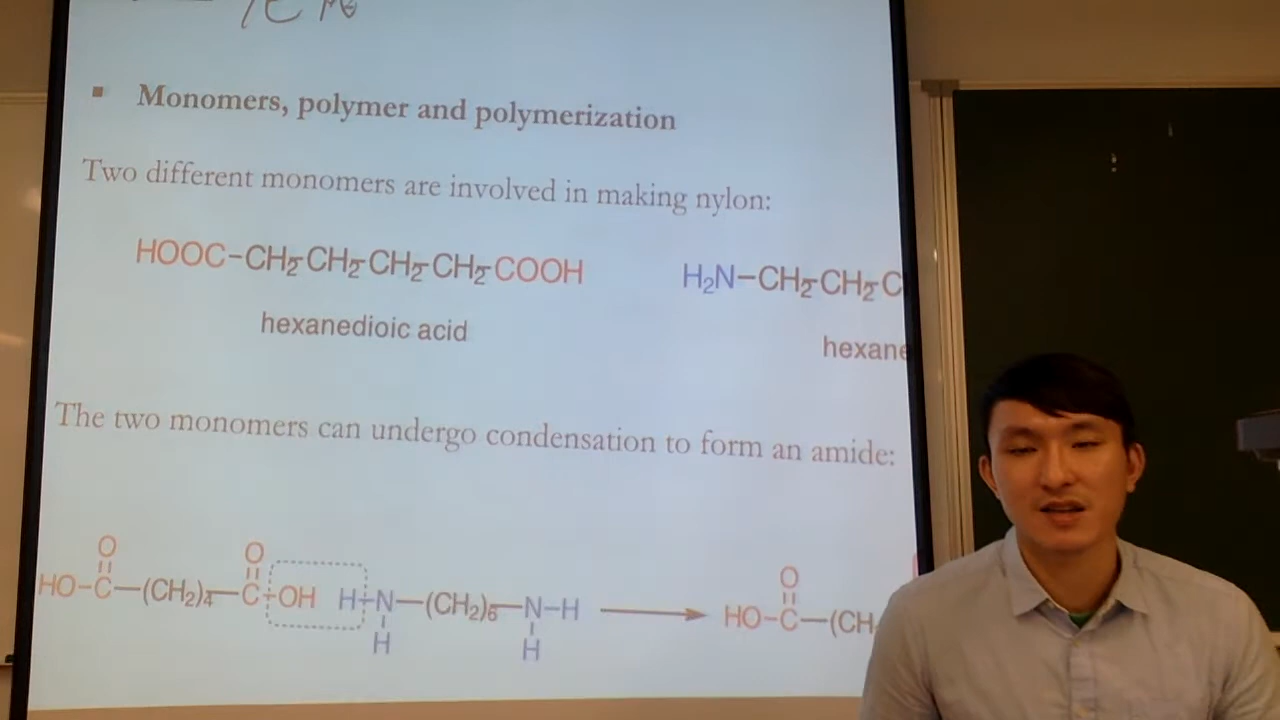 Monomers, polymer and polymerization
Two different monomers are involved in making nylon:
HOOC–CH₂–CH₂–CH₂–CH₂–COOH H₂N–CH₂–CH₂–C
hexanedioic acid hexane
The two monomers can undergo condensation to form an amide:
O O O
HO–C–(CH₂)₄–C–OH H–N–(CH₂)₆–N–H HO–C–(CH
H H